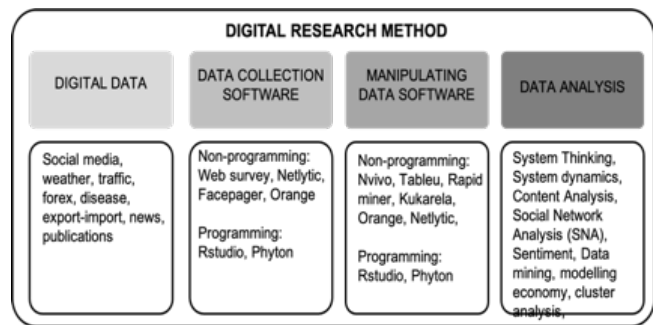 DIGITAL RESEARCH METHOD
DIGITAL DATA
Social media,
weather, traffic,
forex, disease,
export-import, news,
publications
DATA COLLECTION
SOFTWARE
Non-programming:
Web survey, Netlytic,
Facepager, Orange
Programming:
Rstudio, Phyton
MANIPULATING
DATA SOFTWARE
Non-programming:
Nvivo, Tableu, Rapid
miner, Kukarela,
Orange, Netlytic,
Programming:
Rstudio, Phyton
DATA ANALYSIS
System Thinking,
System dynamics,
Content Analysis,
Social Network
Analysis (SNA),
Sentiment, Data
mining, modelling
economy, cluster
analysis,